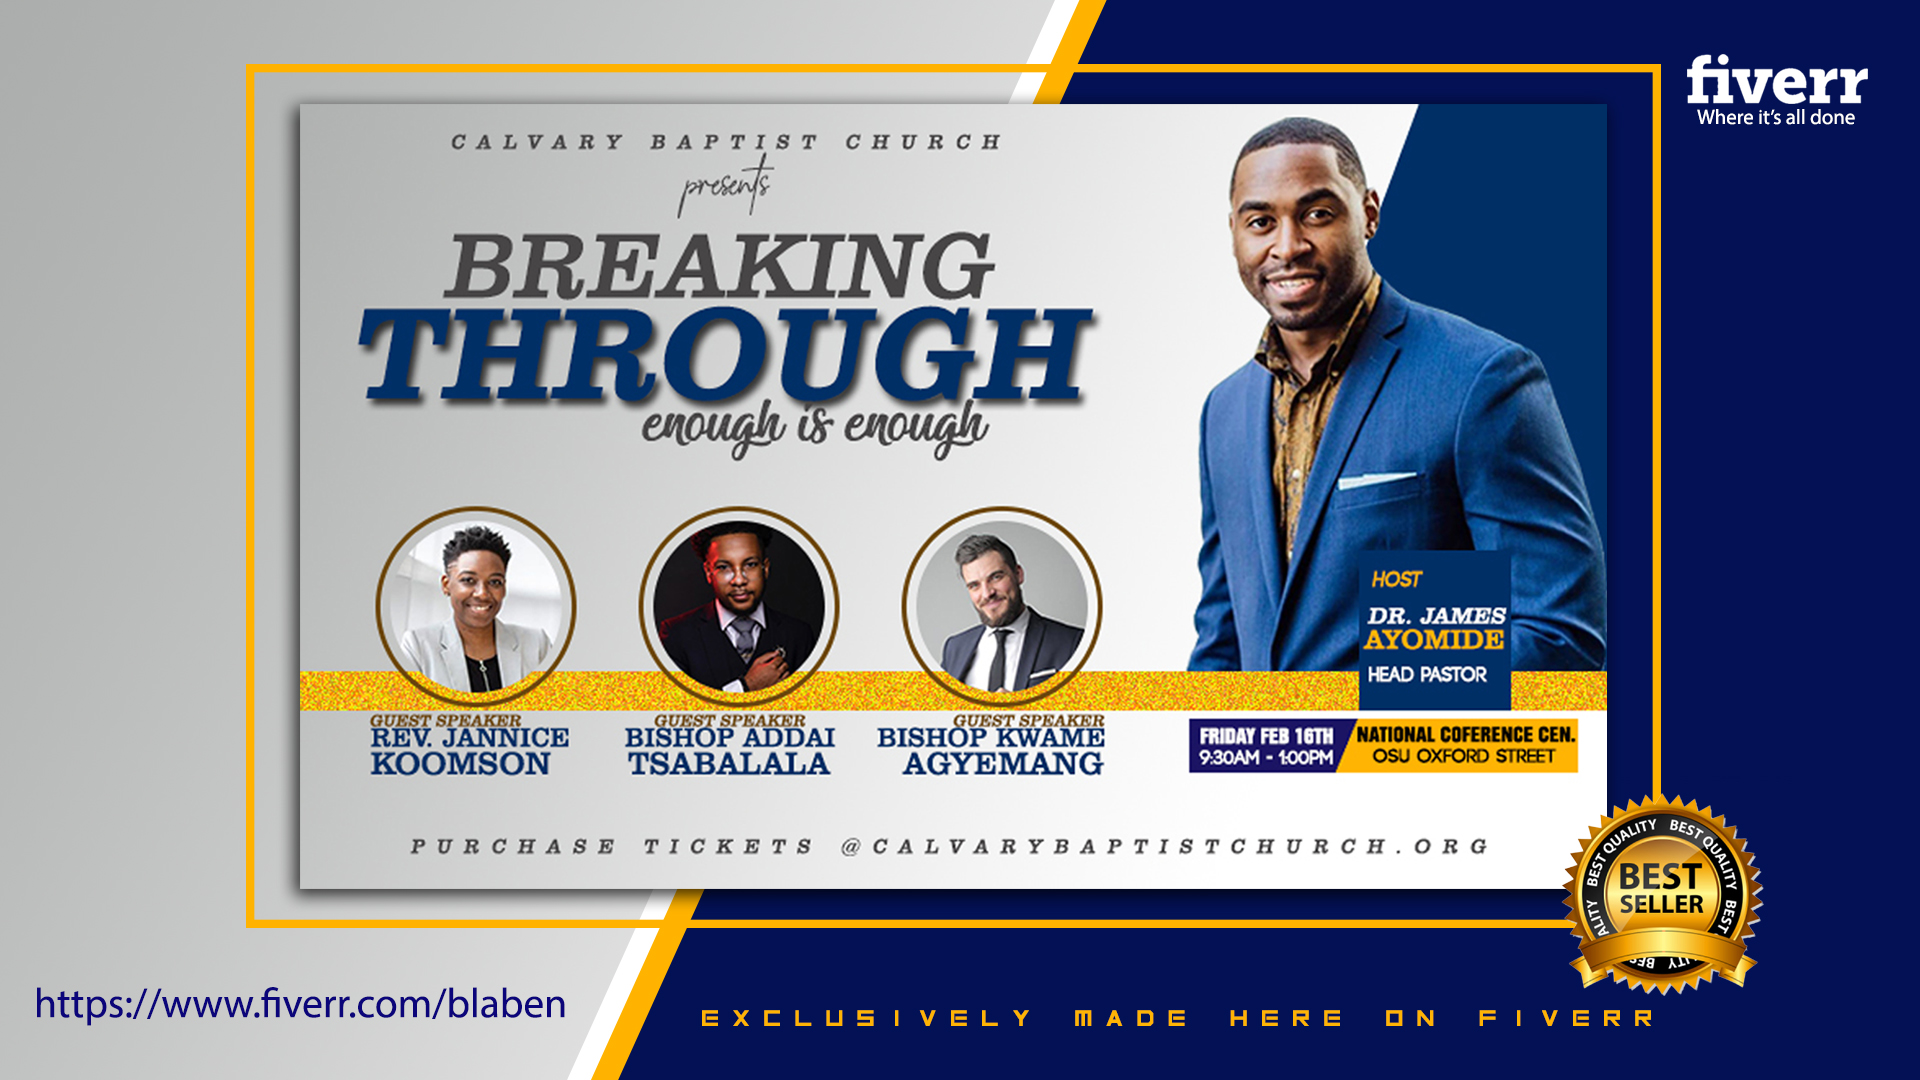 fiverr
Where it's all done
CALVARY BAPTIST CHURCH
presents
BREAKING
THROUGH
enough is enough
HOST
DR. JAMES
AYOMIDE
HEAD PASTOR
GUEST SPEAKER
REV. JANNICE
KOOMSON
GUEST SPEAKER
BISHOP ADDAI
TSABALALA
GUEST SPEAKER
BISHOP KWAME
AGYEMANG
FRIDAY FEB 16TH
9:30AM - 1:00PM
NATIONAL COFERENCE CEN.
OSU OXFORD STREET
PURCHASE TICKETS @CALVARYBAPTISTCHURCH.ORG
BEST QUALITY BEST QUALITY BEST
BEST
SELLER
https://www.fiverr.com/blaben
EXCLUSIVELY MADE HERE ON FIVERR